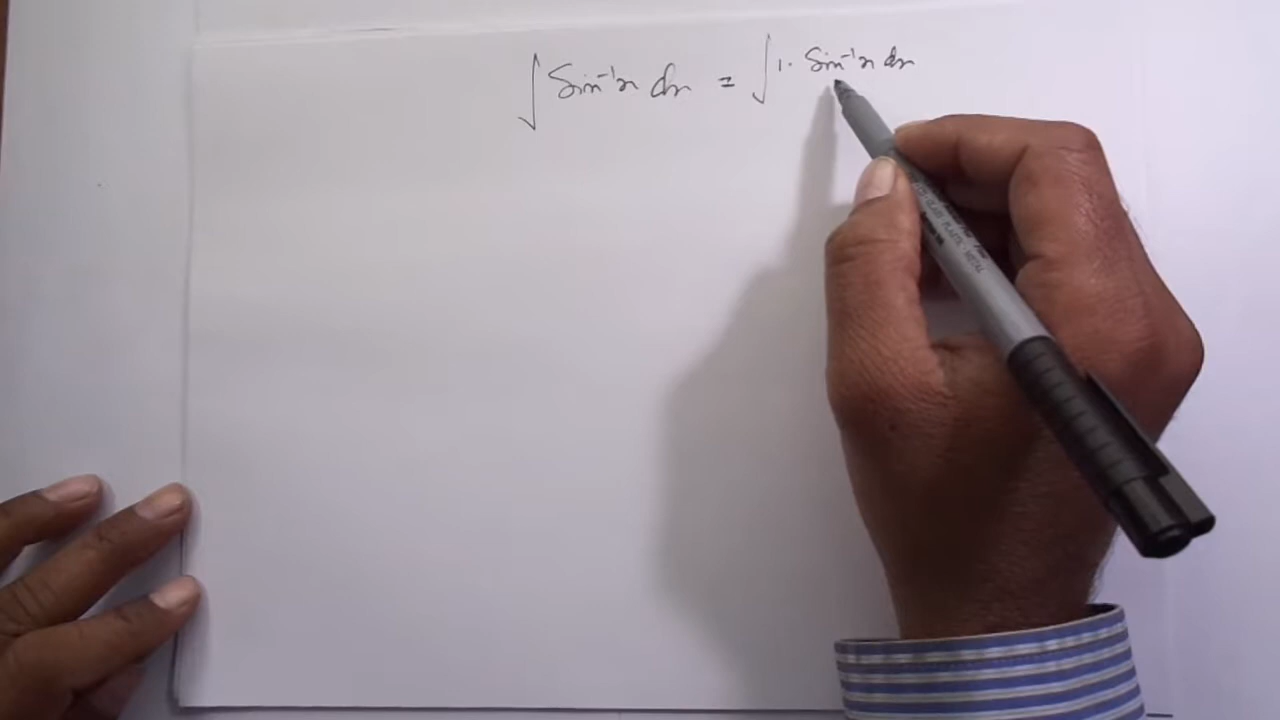 ∫ Sin⁻¹x dx = ∫ 1. Sin⁻¹x dx